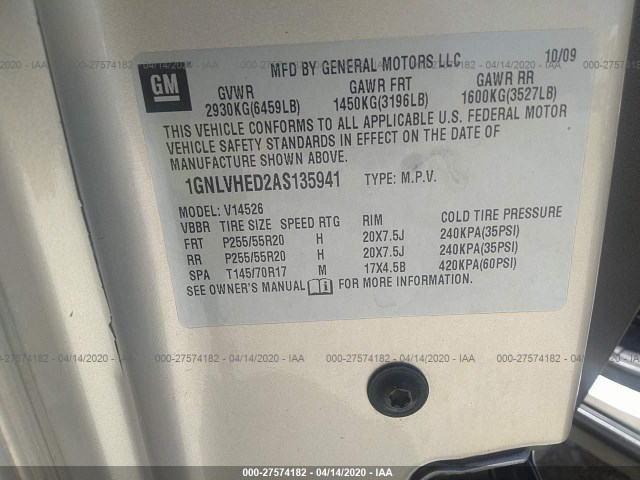 GM
MFD BY GENERAL MOTORS LLC 10/09
GVWR GAWR FRT GAWR RR
2930KG(6459LB) 1450KG(3196LB) 1600KG(3527LB)
THIS VEHICLE CONFORMS TO ALL APPLICABLE U.S. FEDERAL MOTOR
VEHICLE SAFETY STANDARDS IN EFFECT ON THE DATE OF
MANUFACTURE SHOWN ABOVE.
1GNLVHED2AS135941 TYPE: M.P.V.
MODEL: V14526
VBBR TIRE SIZE SPEED RTG RIM COLD TIRE PRESSURE
FRT P255/55R20 H 20X7.5J 240KPA(35PSI)
RR P255/55R20 H 20X7.5J 240KPA(35PSI)
SPA T145/70R17 M 17X4.5B 420KPA(60PSI)
SEE OWNER'S MANUAL FOR MORE INFORMATION.
000-27574182 - 04/14/2020 - IAA